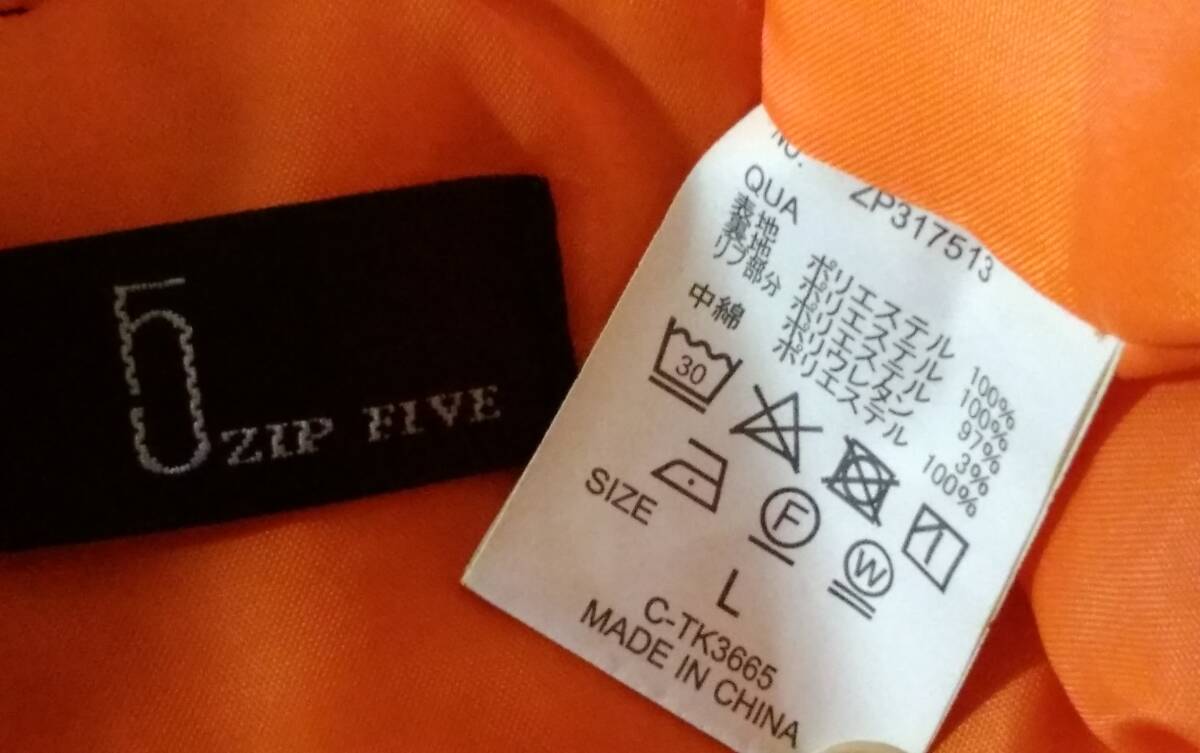 5
ZIP FIVE
NO. ZP317513
QUA
表地 ポリエステル 100%
裏地 ポリエステル 100%
リブ部分 ポリエステル 97%
ポリウレタン 3%
中綿 ポリエステル 100%
30
F
W
SIZE L
C-TK3665
MADE IN CHINA